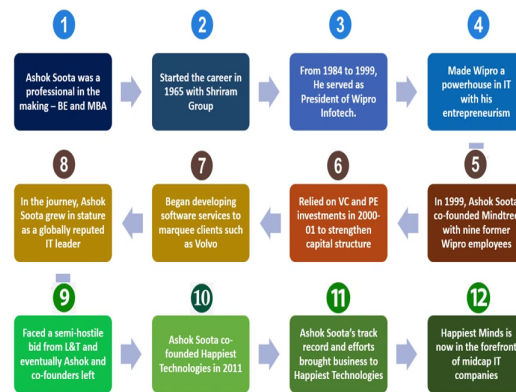 1
Ashok Soota was a
professional in the
making – BE and MBA
2
Started the career in
1965 with Shriram
Group
3
From 1984 to 1999,
He served as
President of Wipro
Infotech.
4
Made Wipro a
powerhouse in IT
with his
entrepreneurism
5
In 1999, Ashok Soota
co-founded Mindtree
with nine former
Wipro employees
6
Relied on VC and PE
investments in 2000-
01 to strengthen
capital structure
7
Began developing
software services to
marquee clients such
as Volvo
8
In the journey, Ashok
Soota grew in stature
as a globally reputed
IT leader
9
Faced a semi-hostile
bid from L&T and
eventually Ashok and
co-founders left
10
Ashok Soota co-
founded Happiest
Technologies in 2011
11
Ashok Soota's track
record and efforts
brought business to
Happiest Technologies
12
Happiest Minds is
now in the forefront
of midcap IT
companies